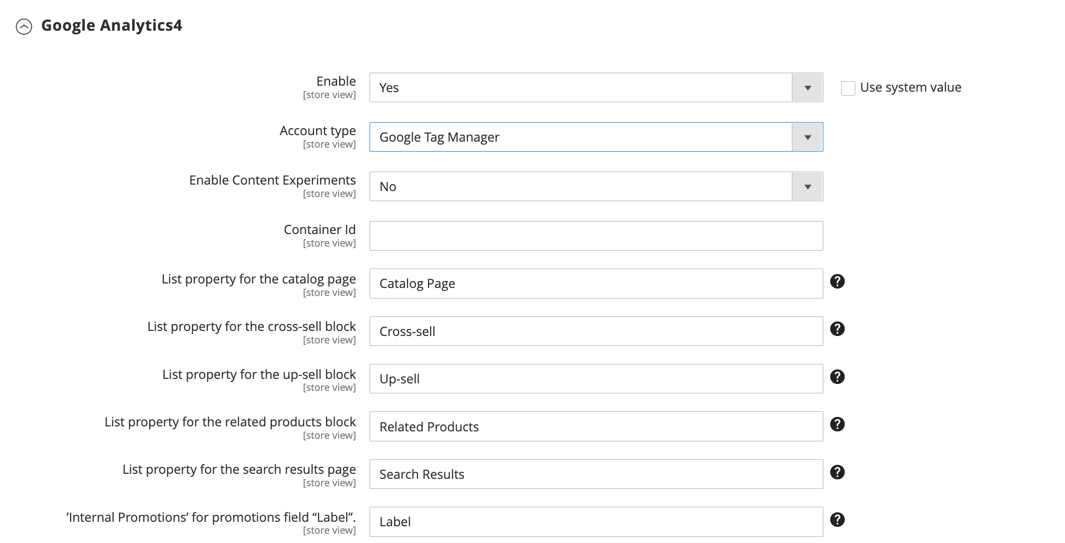 Google Analytics4
Enable
[store view]
Yes
Use system value
Account type
[store view]
Google Tag Manager
Enable Content Experiments
[store view]
No
Container Id
[store view]
List property for the catalog page
[store view]
Catalog Page
?
List property for the cross-sell block
[store view]
Cross-sell
?
List property for the up-sell block
[store view]
Up-sell
?
List property for the related products block
[store view]
Related Products
?
List property for the search results page
[store view]
Search Results
?
’Internal Promotions’ for promotions field “Label”.
[store view]
Label
?